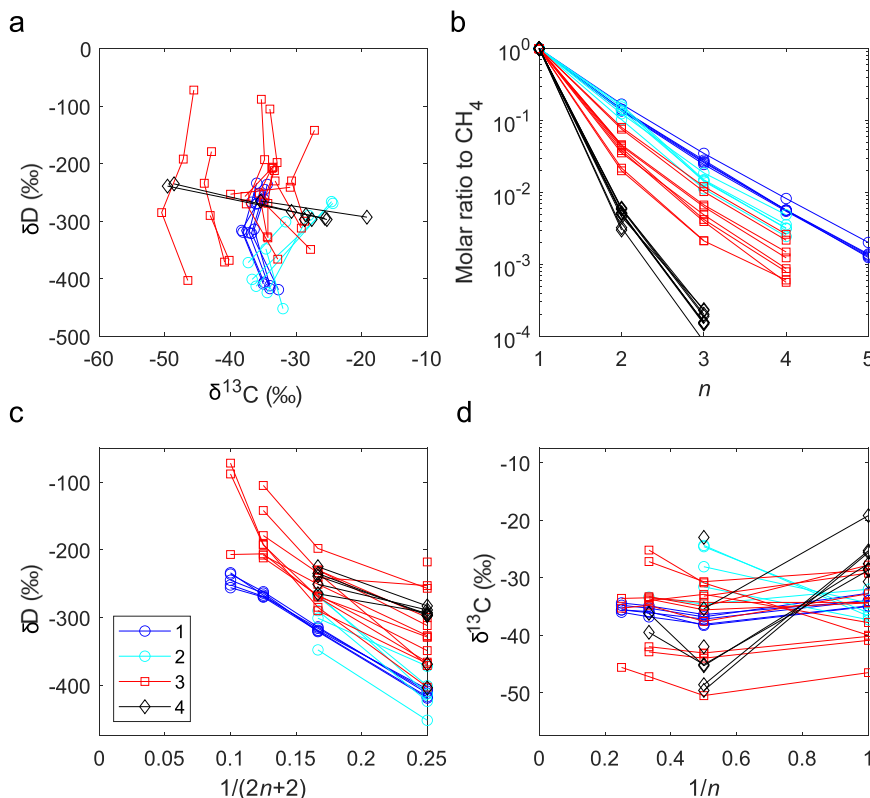 a
0
-100
-200
-300
-400
-500
δD (‰)
-60 -50 -40 -30 -20 -10
δ¹³C (‰)
b
10⁰
10⁻¹
10⁻²
10⁻³
10⁻⁴
Molar ratio to CH₄
1 2 3 4 5
n
c
-100
-200
-300
-400
δD (‰)
1
2
3
4
0 0.05 0.1 0.15 0.2 0.25
1/(2n+2)
d
-10
-20
-30
-40
-50
δ¹³C (‰)
0 0.2 0.4 0.6 0.8 1
1/n